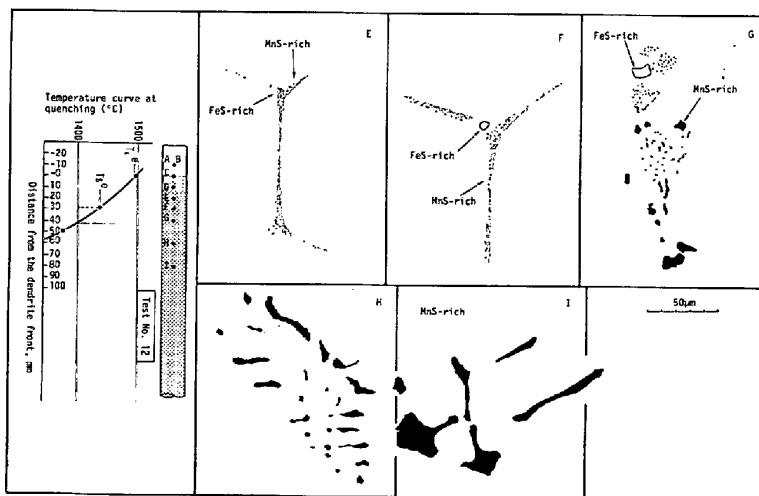 Temperature curve at
quenching (°C)
1400
1500
Distance from the dendrite front, mm
-20
-10
-0
10
20
30
40
50
60
70
80
90
100
A B
Test No. 12
E
MnS-rich
FeS-rich
F
FeS-rich
MnS-rich
G
FeS-rich
MnS-rich
H
I
MnS-rich
50µm